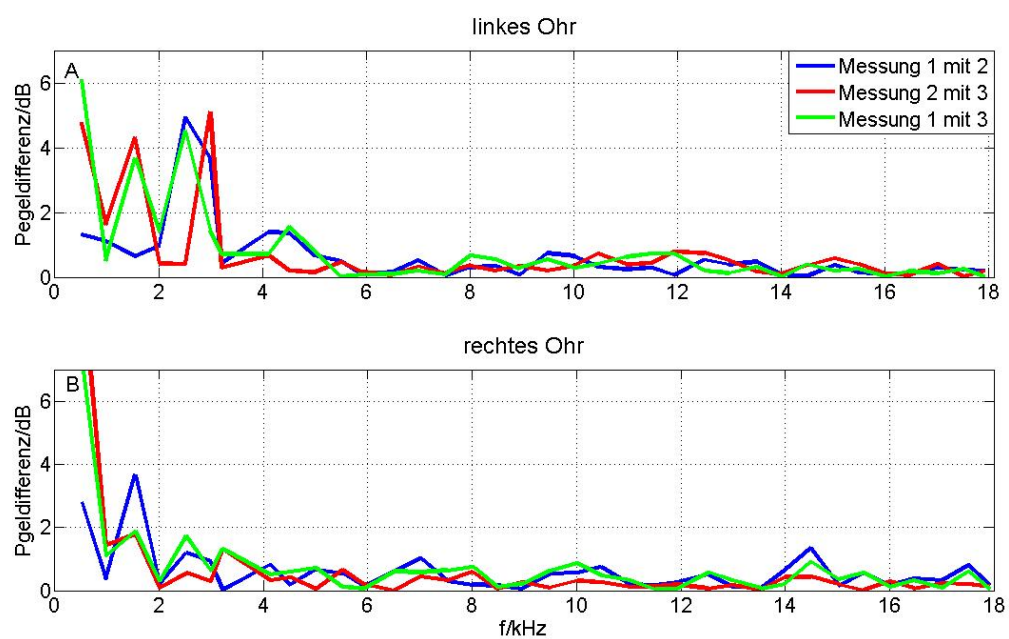 linkes Ohr
A
Messung 1 mit 2
Messung 2 mit 3
Messung 1 mit 3
Pegeldifferenz/dB
6
4
2
0
0 2 4 6 8 10 12 14 16 18
rechtes Ohr
B
Pgeldifferenz/dB
6
4
2
0
0 2 4 6 8 10 12 14 16 18
f/kHz